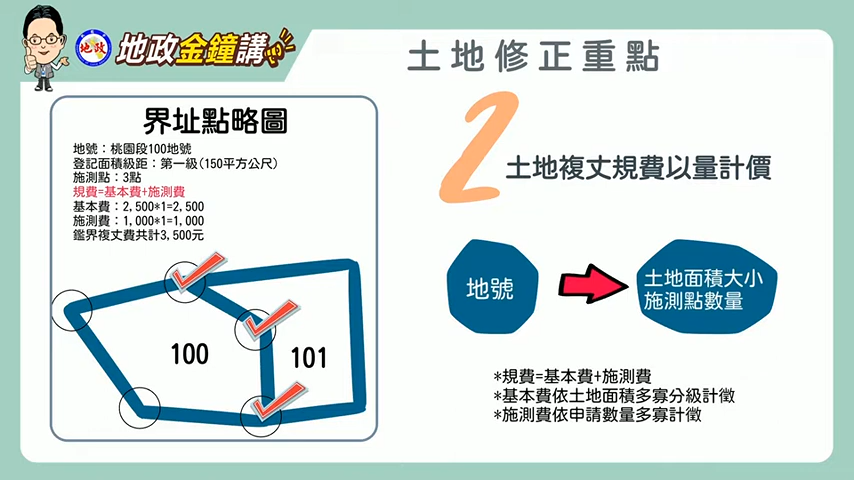 地政
地政金鐘講
土地修正重點
界址點略圖
地號：桃園段100地號
登記面積級距：第一級(150平方公尺)
施測點：3點
規費=基本費+施測費
基本費：2,500*1=2,500
施測費：1,000*1=1,000
鑑界複丈費共計3,500元
100
101
2
土地複丈規費以量計價
地號
土地面積大小
施測點數量
*規費=基本費+施測費
*基本費依土地面積多寡分級計徵
*施測費依申請數量多寡計徵